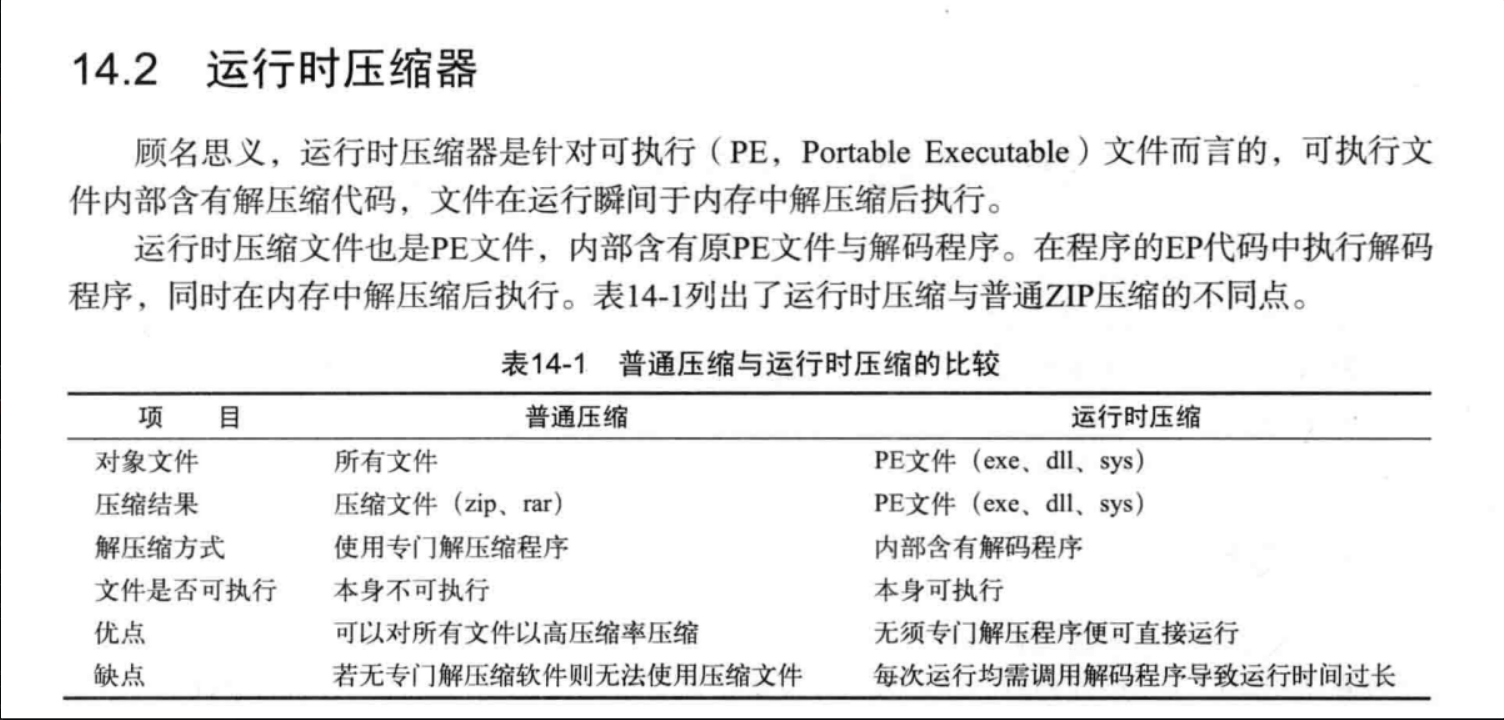 14.2 运行时压缩器
顾名思义，运行时压缩器是针对可执行（PE，Portable Executable）文件而言的，可执行文
件内部含有解压缩代码，文件在运行瞬间于内存中解压缩后执行。
运行时压缩文件也是PE文件，内部含有原PE文件与解码程序。在程序的EP代码中执行解码
程序，同时在内存中解压缩后执行。表14-1列出了运行时压缩与普通ZIP压缩的不同点。
表14-1 普通压缩与运行时压缩的比较
项 目 普通压缩 运行时压缩
对象文件 所有文件 PE文件（exe、dll、sys）
压缩结果 压缩文件（zip、rar） PE文件（exe、dll、sys）
解压缩方式 使用专门解压缩程序 内部含有解码程序
文件是否可执行 本身不可执行 本身可执行
优点 可以对所有文件以高压缩率压缩 无须专门解压程序便可直接运行
缺点 若无专门解压缩软件则无法使用压缩文件 每次运行均需调用解码程序导致运行时间过长